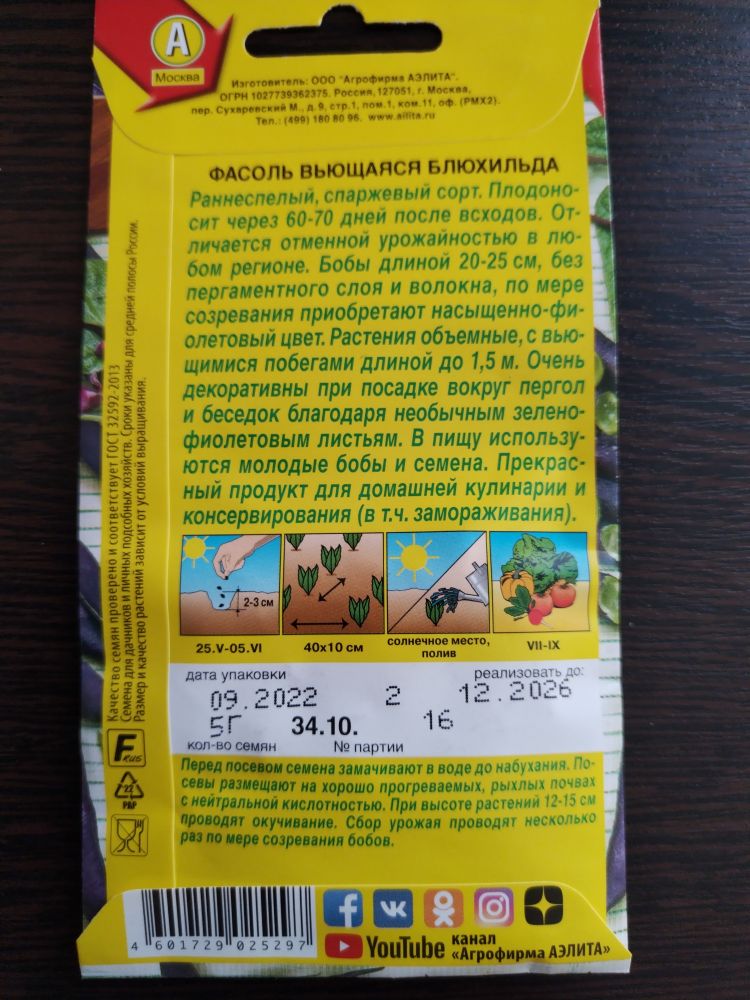 А
Москва
Изготовитель: ООО "Агрофирма АЭЛИТА".
ОГРН 1027739362375. Россия, 127051, г. Москва,
пер. Сухаревский М., д.9, стр.1, пом.1, ком.11, оф. (РМХ2).
Тел.: (499) 180 80 96. www.ailita.ru
ФАСОЛЬ ВЬЮЩАЯСЯ БЛЮХИЛЬДА
Раннеспелый, спаржевый сорт. Плодоно-
сит через 60-70 дней после всходов. От-
личается отменной урожайностью в лю-
бом регионе. Бобы длиной 20-25 см, без
пергаментного слоя и волокна, по мере
созревания приобретают насыщенно-фи-
олетовый цвет. Растения объемные, с вью-
щимися побегами длиной до 1,5 м. Очень
декоративны при посадке вокруг пергол
и беседок благодаря необычным зелено-
фиолетовым листьям. В пищу использу-
ются молодые бобы и семена. Прекрас-
ный продукт для домашней кулинарии и
консервирования (в т.ч. замораживания).
2-3 см
25.V-05.VI
40х10 см
солнечное место,
полив
VII-IX
дата упаковки
реализовать до:
09.2022 2 12.2026
5Г 34.10. 16
кол-во семян № партии
Перед посевом семена замачивают в воде до набухания. По-
севы размещают на хорошо прогреваемых, рыхлых почвах
с нейтральной кислотностью. При высоте растений 12-15 см
проводят окучивание. Сбор урожая проводят несколько
раз по мере созревания бобов.
Качество семян проверено и соответствует ГОСТ 32592-2013
Семена для дачников и личных подсобных хозяйств. Сроки указаны для средней полосы России.
Размер и качество растений зависит от условий выращивания.
F RUS
22
PAP
4 601729 025297
YouTube канал
«Агрофирма АЭЛИТА»